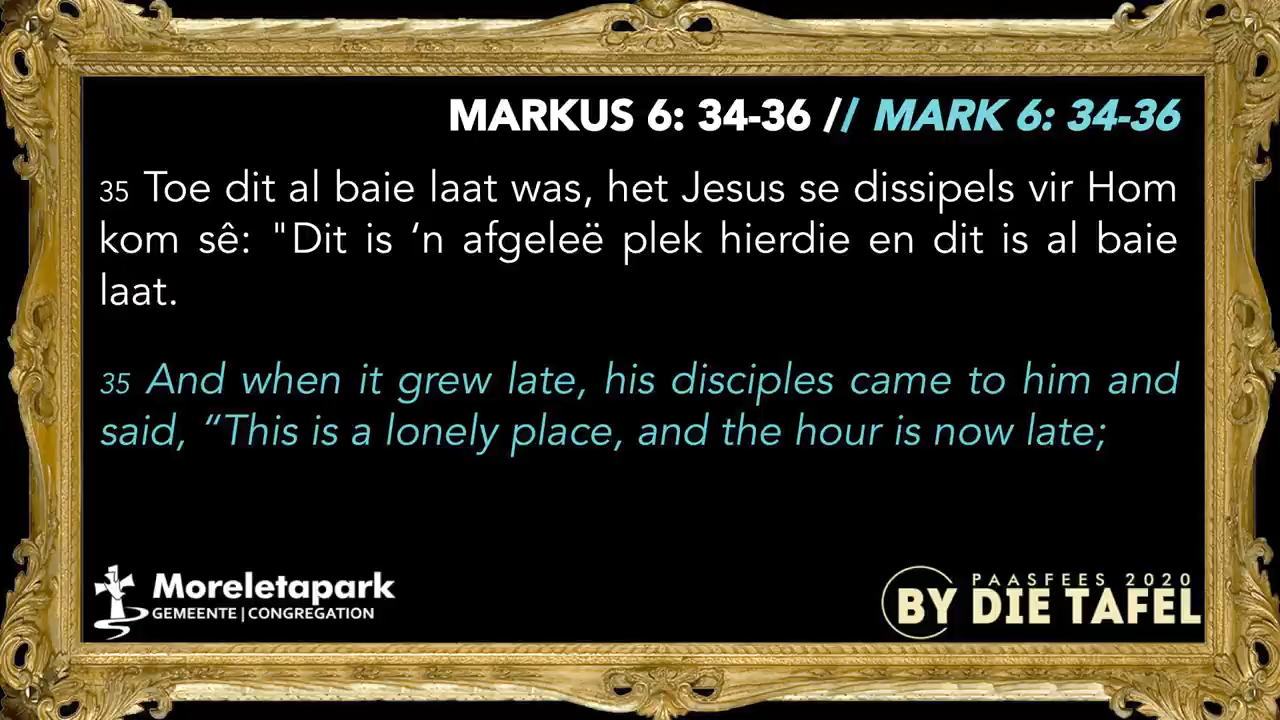 MARKUS 6: 34-36 // MARK 6: 34-36
35 Toe dit al baie laat was, het Jesus se dissipels vir Hom
kom sê: "Dit is ‘n afgeleë plek hierdie en dit is al baie
laat.
35 And when it grew late, his disciples came to him and
said, “This is a lonely place, and the hour is now late;
Moreletapark
GEMEENTE | CONGREGATION
PAASFEES 2020
BY DIE TAFEL